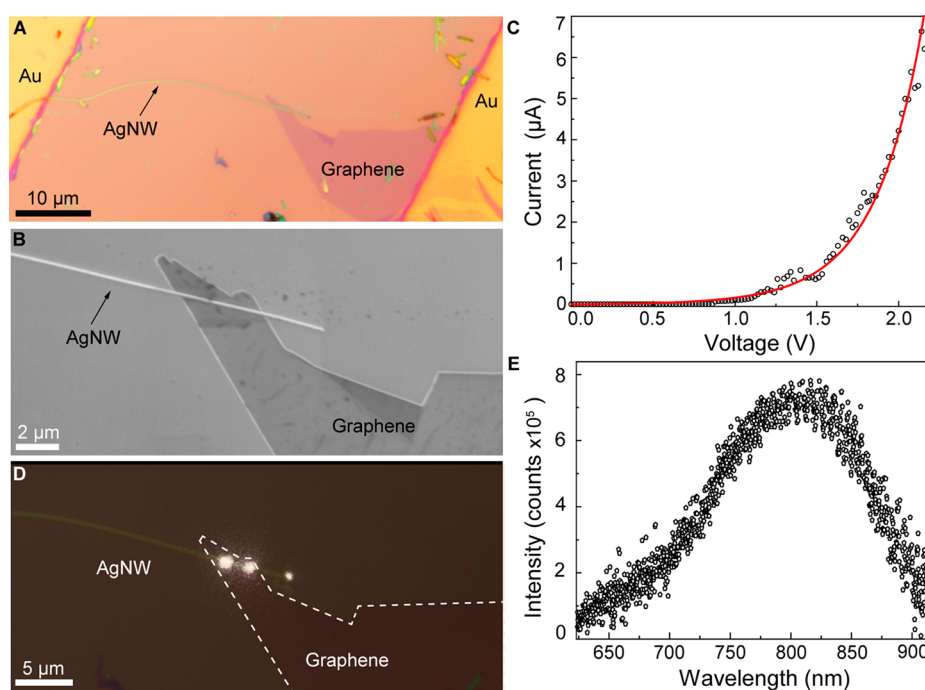 A
Au
AgNW
Au
Graphene
10 µm
B
AgNW
Graphene
2 µm
D
AgNW
Graphene
5 µm
C
7
6
5
4
3
2
1
0
Current (µA)
0.0 0.5 1.0 1.5 2.0
Voltage (V)
E
8
6
4
2
0
Intensity (counts x10⁵)
650 700 750 800 850 900
Wavelength (nm)